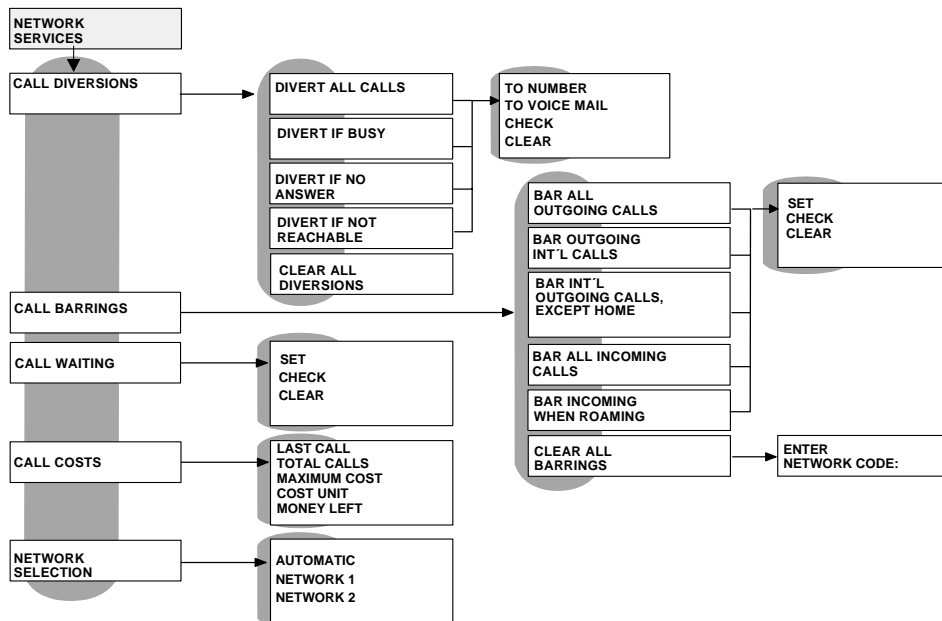 NETWORK
SERVICES
CALL DIVERSIONS
DIVERT ALL CALLS
DIVERT IF BUSY
DIVERT IF NO
ANSWER
DIVERT IF NOT
REACHABLE
CLEAR ALL
DIVERSIONS
TO NUMBER
TO VOICE MAIL
CHECK
CLEAR
CALL BARRINGS
BAR ALL
OUTGOING CALLS
BAR OUTGOING
INT´L CALLS
BAR INT´L
OUTGOING CALLS,
EXCEPT HOME
BAR ALL INCOMING
CALLS
BAR INCOMING
WHEN ROAMING
CLEAR ALL
BARRINGS
SET
CHECK
CLEAR
ENTER
NETWORK CODE:
CALL WAITING
SET
CHECK
CLEAR
CALL COSTS
LAST CALL
TOTAL CALLS
MAXIMUM COST
COST UNIT
MONEY LEFT
NETWORK
SELECTION
AUTOMATIC
NETWORK 1
NETWORK 2